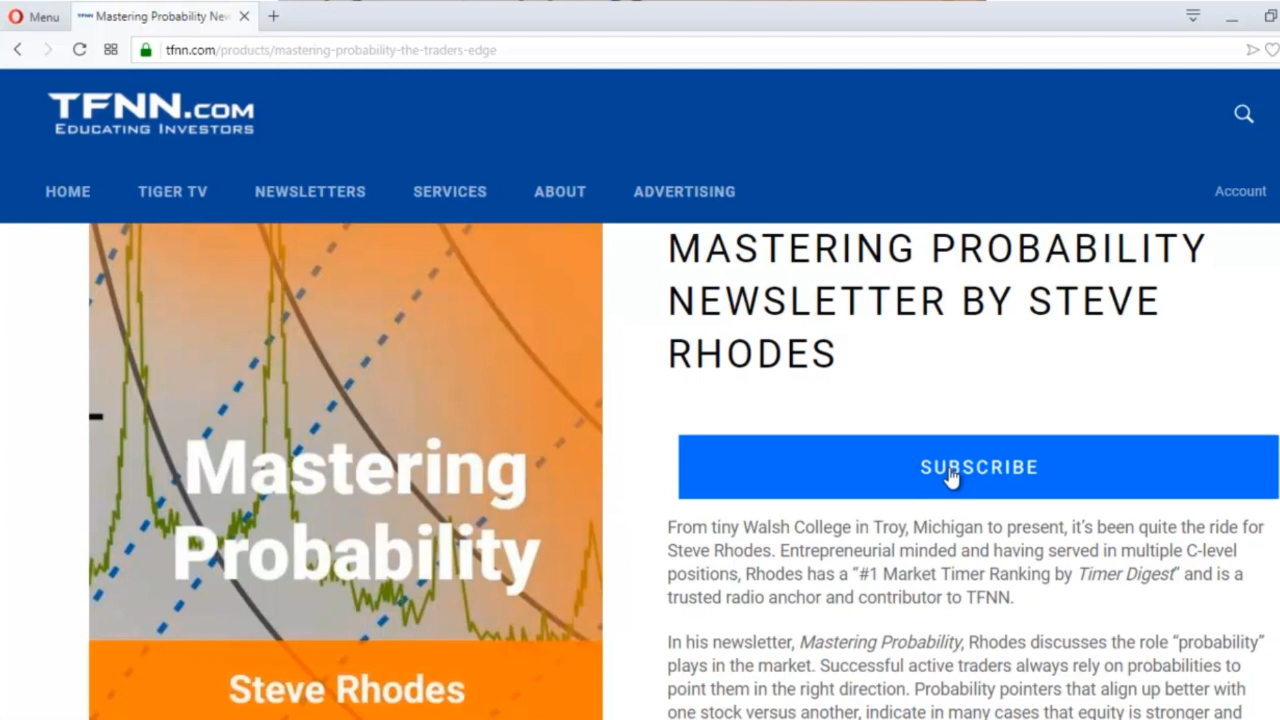 Menu
TFNN Mastering Probability New
tfnn.com/products/mastering-probability-the-traders-edge
TFNN.COM
EDUCATING INVESTORS
HOME TIGER TV NEWSLETTERS SERVICES ABOUT ADVERTISING Account
MASTERING PROBABILITY
NEWSLETTER BY STEVE
RHODES
Mastering
Probability
Steve Rhodes
SUBSCRIBE
From tiny Walsh College in Troy, Michigan to present, it’s been quite the ride for
Steve Rhodes. Entrepreneurial minded and having served in multiple C-level
positions, Rhodes has a “#1 Market Timer Ranking by Timer Digest” and is a
trusted radio anchor and contributor to TFNN.
In his newsletter, Mastering Probability, Rhodes discusses the role “probability”
plays in the market. Successful active traders always rely on probabilities to
point them in the right direction. Probability pointers that align up better with
one stock versus another, indicate in many cases that equity is stronger and